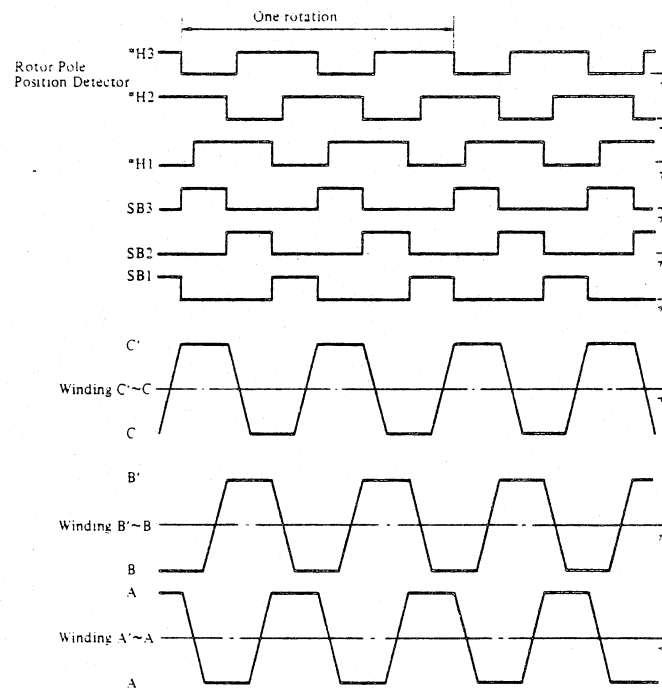 One rotation
Rotor Pole
Position Detector
*H3
*H2
*H1
SB3
SB2
SB1
C'
Winding C'~C
C
B'
Winding B'~B
B
A
Winding A'~A
A